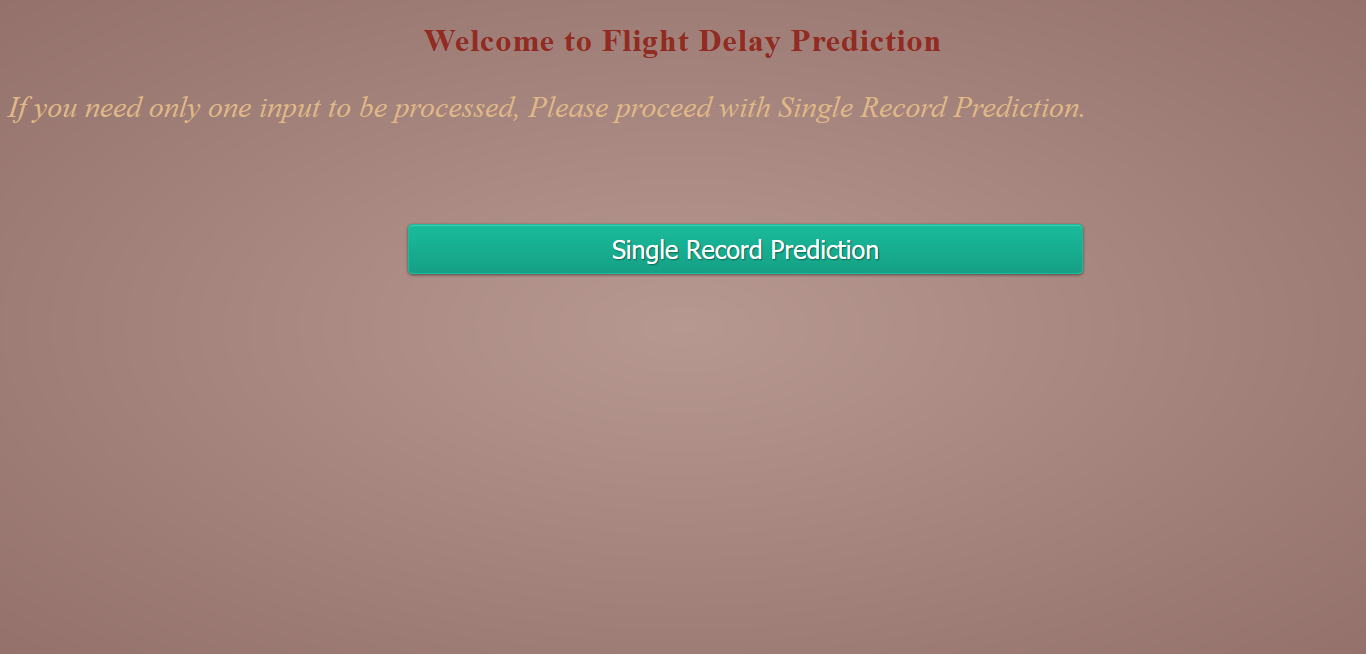 Welcome to Flight Delay Prediction
If you need only one input to be processed, Please proceed with Single Record Prediction.
Single Record Prediction